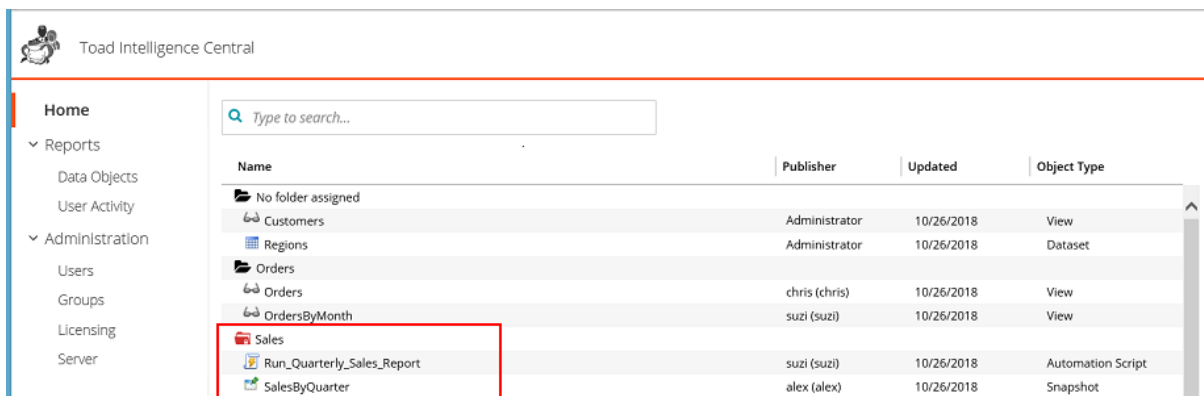 Toad Intelligence Central
Home
Reports
Data Objects
User Activity
Administration
Users
Groups
Licensing
Server
Type to search...
Name Publisher Updated Object Type
No folder assigned
Customers Administrator 10/26/2018 View
Regions Administrator 10/26/2018 Dataset
Orders
Orders chris (chris) 10/26/2018 View
OrdersByMonth suzi (suzi) 10/26/2018 View
Sales
Run_Quarterly_Sales_Report suzi (suzi) 10/26/2018 Automation Script
SalesByQuarter alex (alex) 10/26/2018 Snapshot